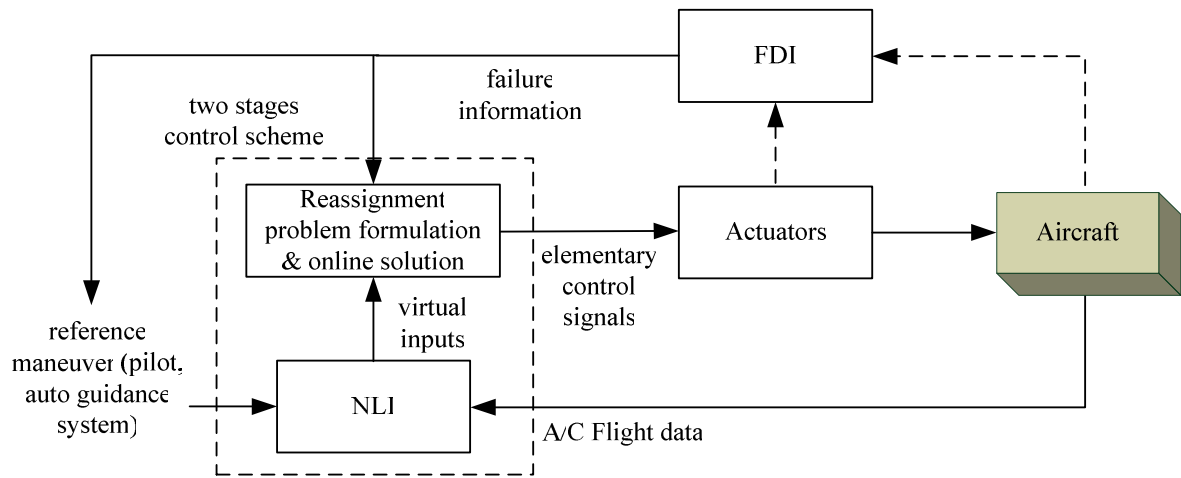 FDI
failure
information
two stages
control scheme
Reassignment
problem formulation
& online solution
Actuators
Aircraft
elementary
control
signals
virtual
inputs
reference
maneuver (pilot,
auto guidance
system)
NLI
A/C Flight data